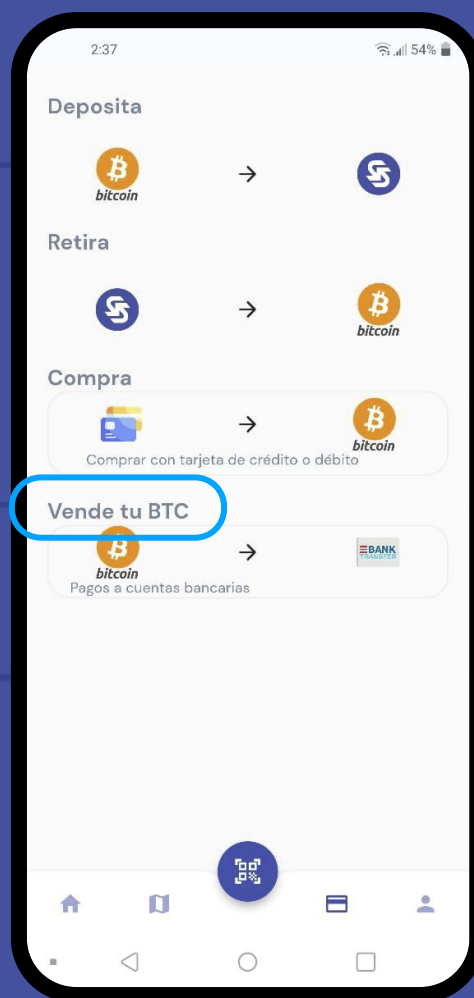 2:37
54%
Deposita
bitcoin
Retira
bitcoin
Compra
bitcoin
Comprar con tarjeta de crédito o débito
Vende tu BTC
bitcoin
BANK
TRANSFER
Pagos a cuentas bancarias